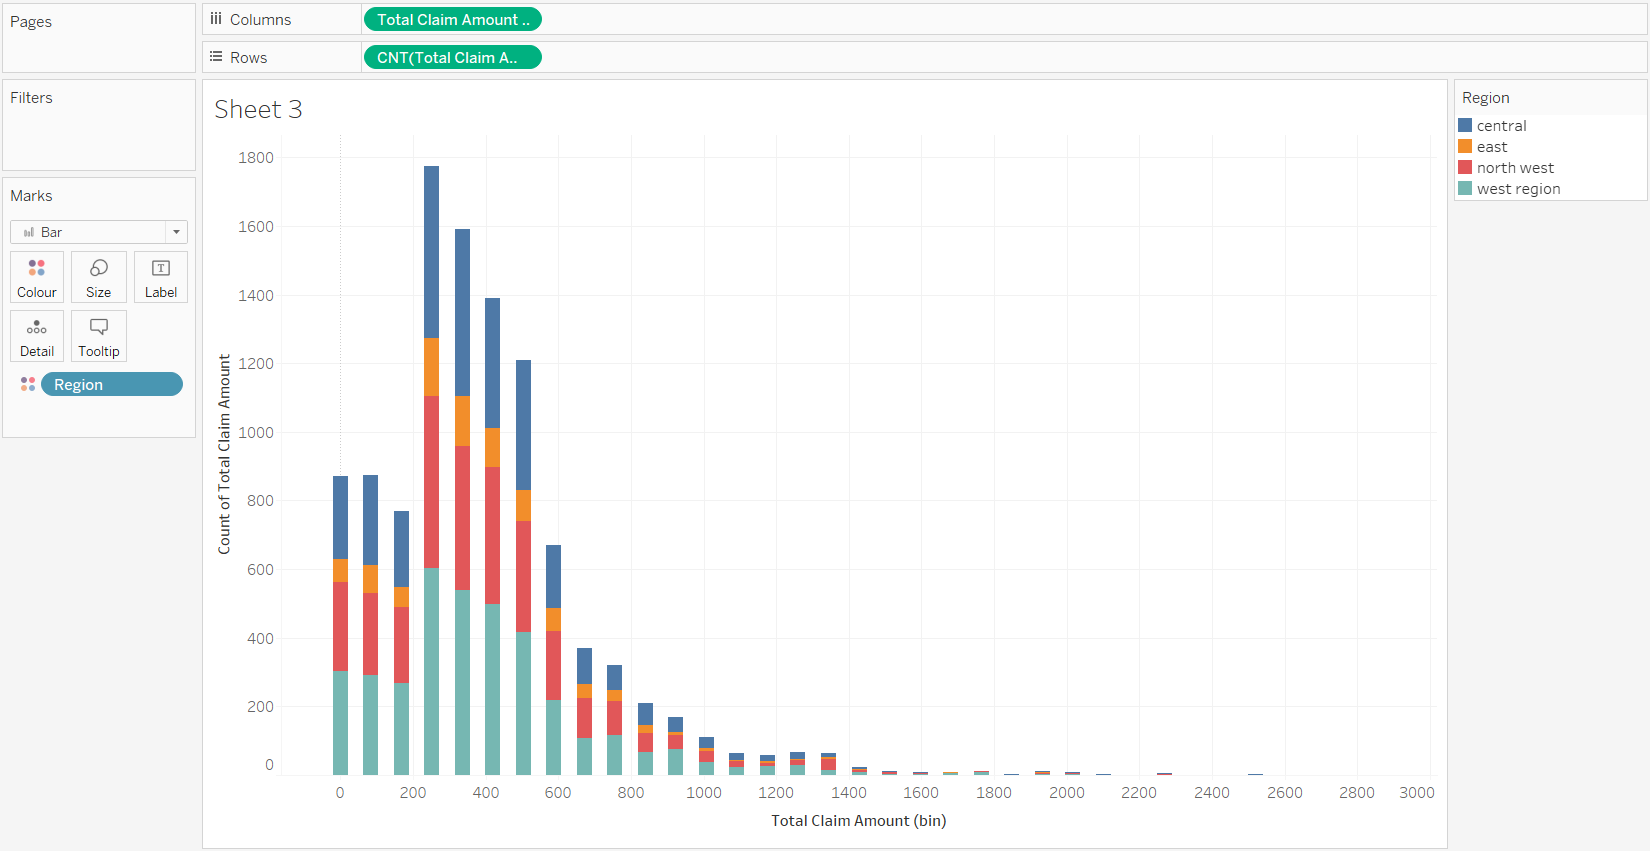 Pages
Columns
Total Claim Amount ..
Rows
CNT(Total Claim A..
Filters
Marks
Bar
Colour
Size
Label
Detail
Tooltip
Region
Sheet 3
Count of Total Claim Amount
1800
1600
1400
1200
1000
800
600
400
200
0
0 200 400 600 800 1000 1200 1400 1600 1800 2000 2200 2400 2600 2800 3000
Total Claim Amount (bin)
Region
central
east
north west
west region